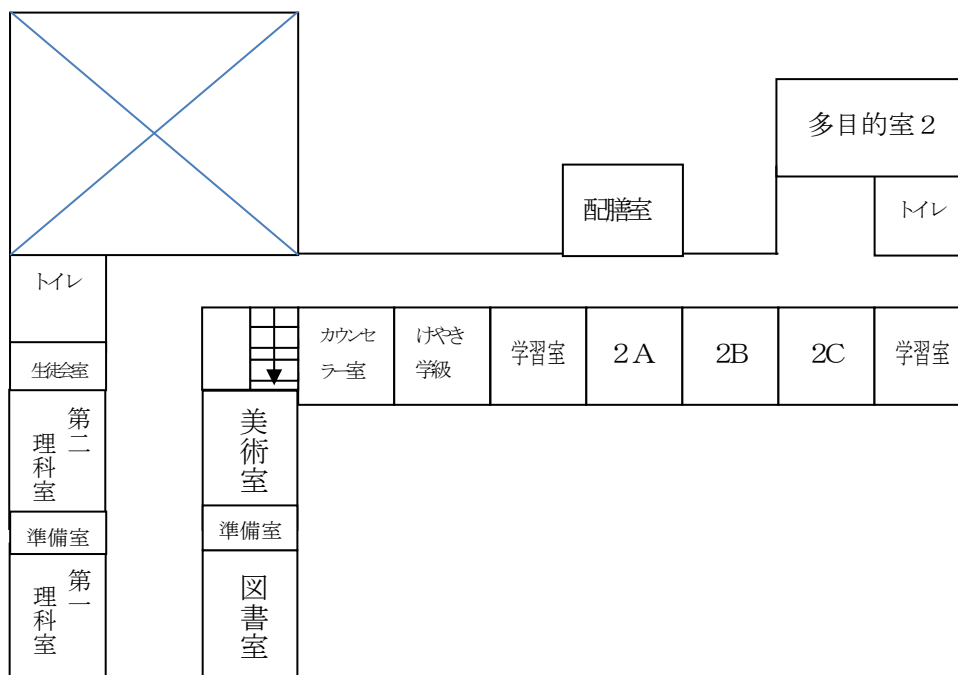 多目的室２
配膳室
トイレ
トイレ
カウンセ
ラー室
けやき
学級
学習室
２Ａ
２Ｂ
２Ｃ
学習室
生徒会室
第二
理科室
美術室
準備室
準備室
第一
理科室
図書室